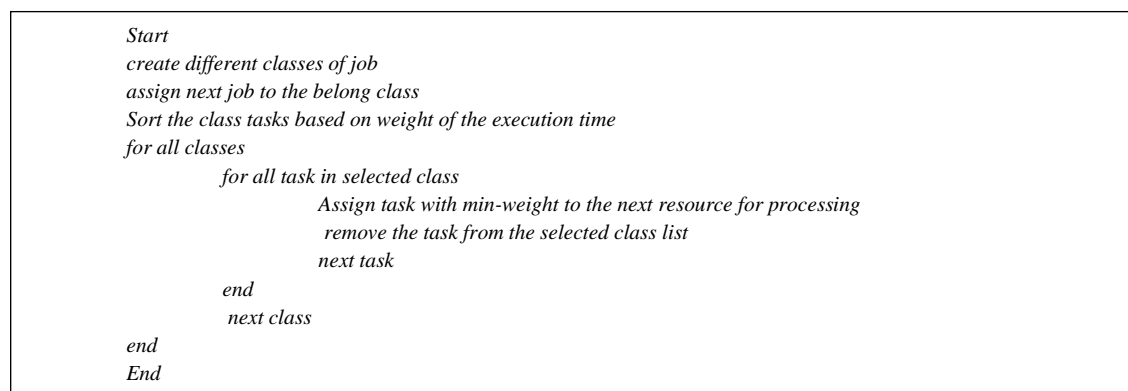 Start
create different classes of job
assign next job to the belong class
Sort the class tasks based on weight of the execution time
for all classes
for all task in selected class
Assign task with min-weight to the next resource for processing
remove the task from the selected class list
next task
end
next class
end
End